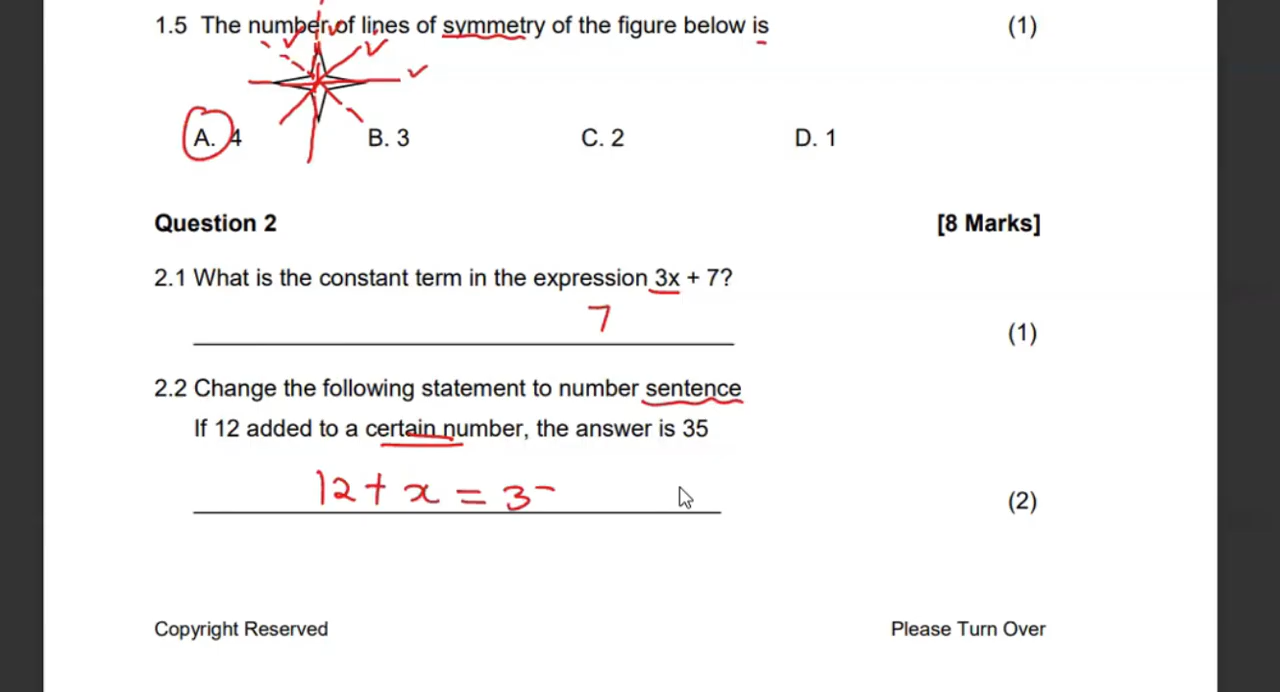 1.5 The number of lines of symmetry of the figure below is (1)
A. 4 B. 3 C. 2 D. 1
Question 2 [8 Marks]
2.1 What is the constant term in the expression 3x + 7?
7
(1)
2.2 Change the following statement to number sentence
If 12 added to a certain number, the answer is 35
12 + x = 3
(2)
Copyright Reserved Please Turn Over